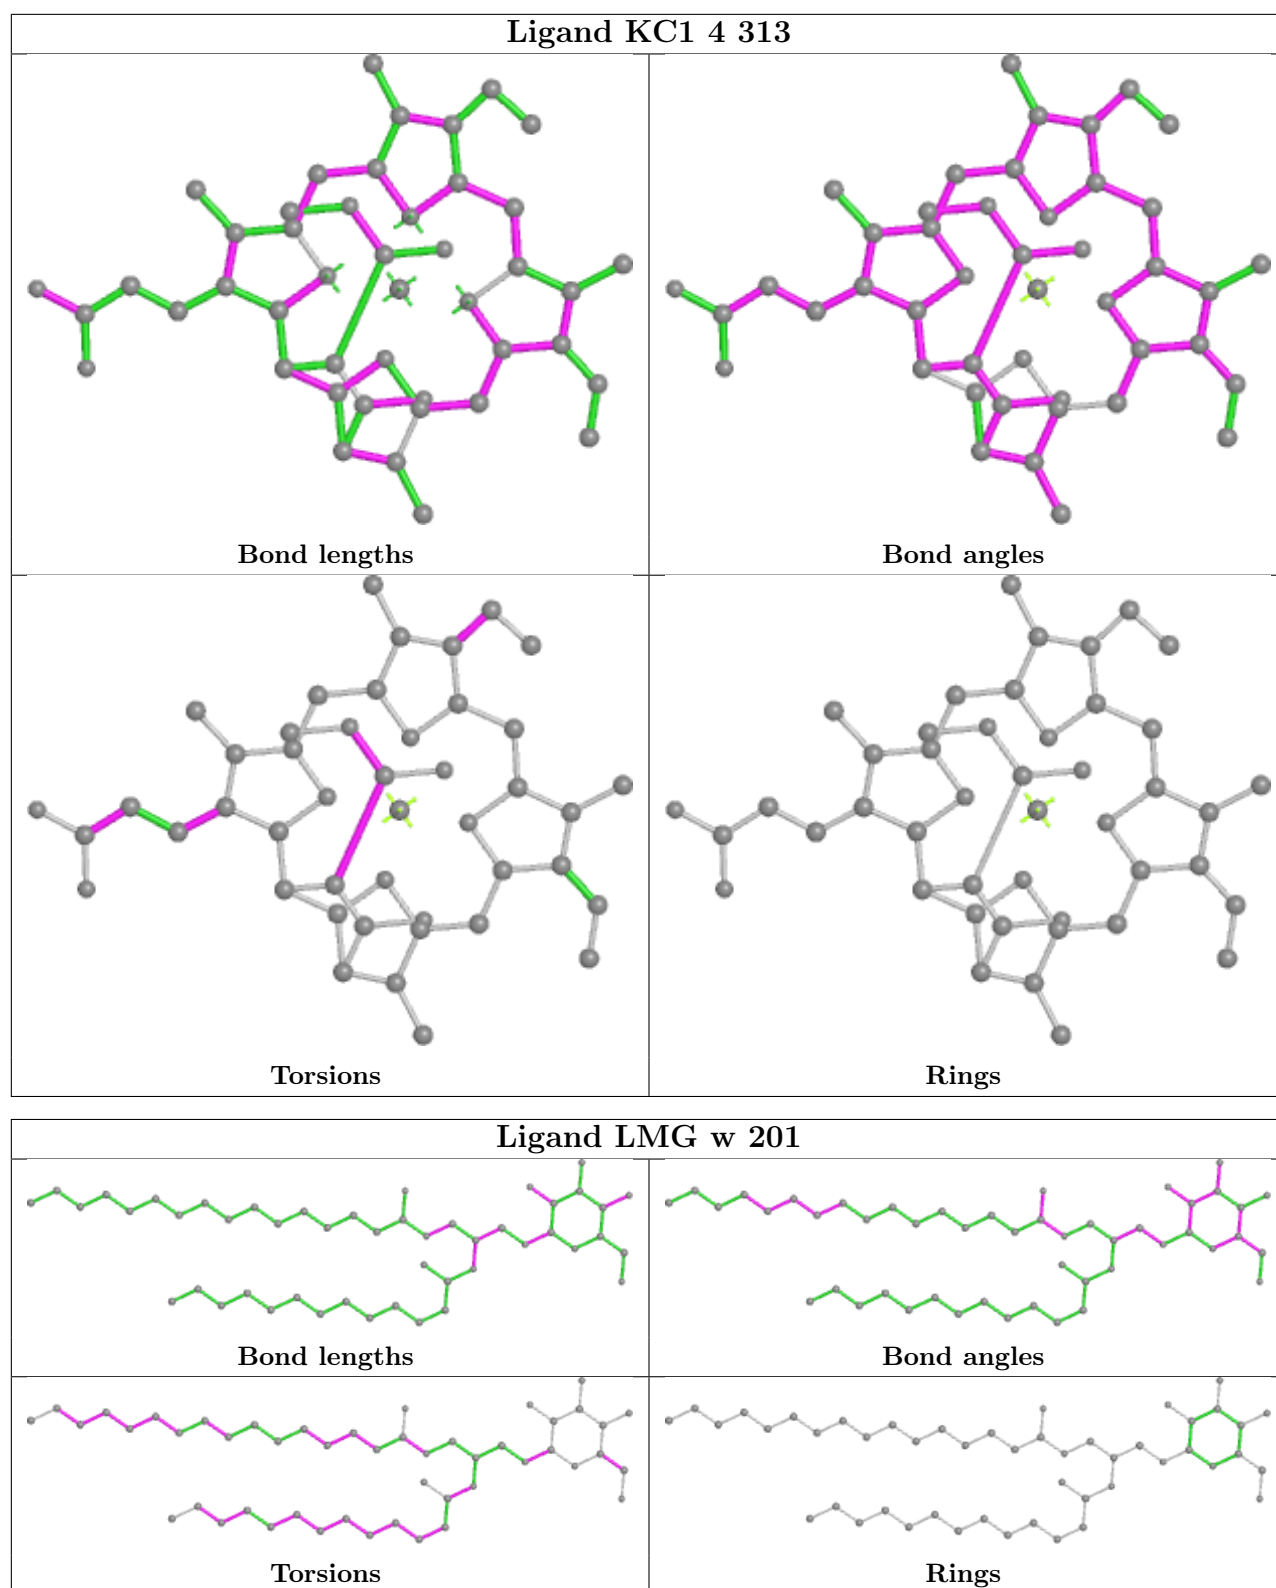 Ligand KC1 4 313
Bond lengths
Bond angles
Torsions
Rings
Ligand LMG w 201
Bond lengths
Bond angles
Torsions
Rings